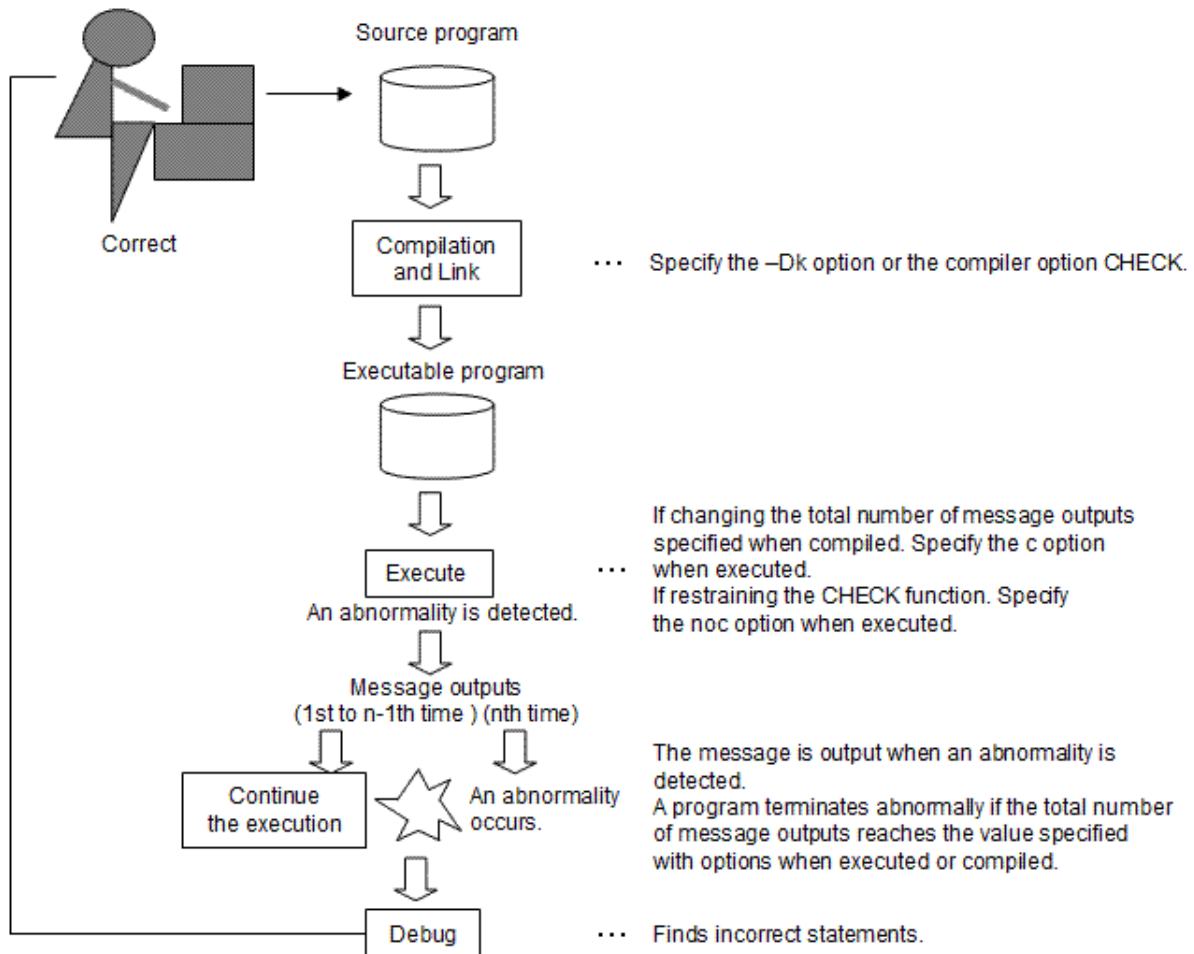 Source program
Correct
Compilation
and Link
··· Specify the –Dk option or the compiler option CHECK.
Executable program
Execute
···
If changing the total number of message outputs
specified when compiled. Specify the c option
when executed.
If restraining the CHECK function. Specify
the noc option when executed.
An abnormality is detected.
Message outputs
(1st to n-1th time ) (nth time)
Continue
the execution
An abnormality
occurs.
The message is output when an abnormality is
detected.
A program terminates abnormally if the total number
of message outputs reaches the value specified
with options when executed or compiled.
Debug
··· Finds incorrect statements.